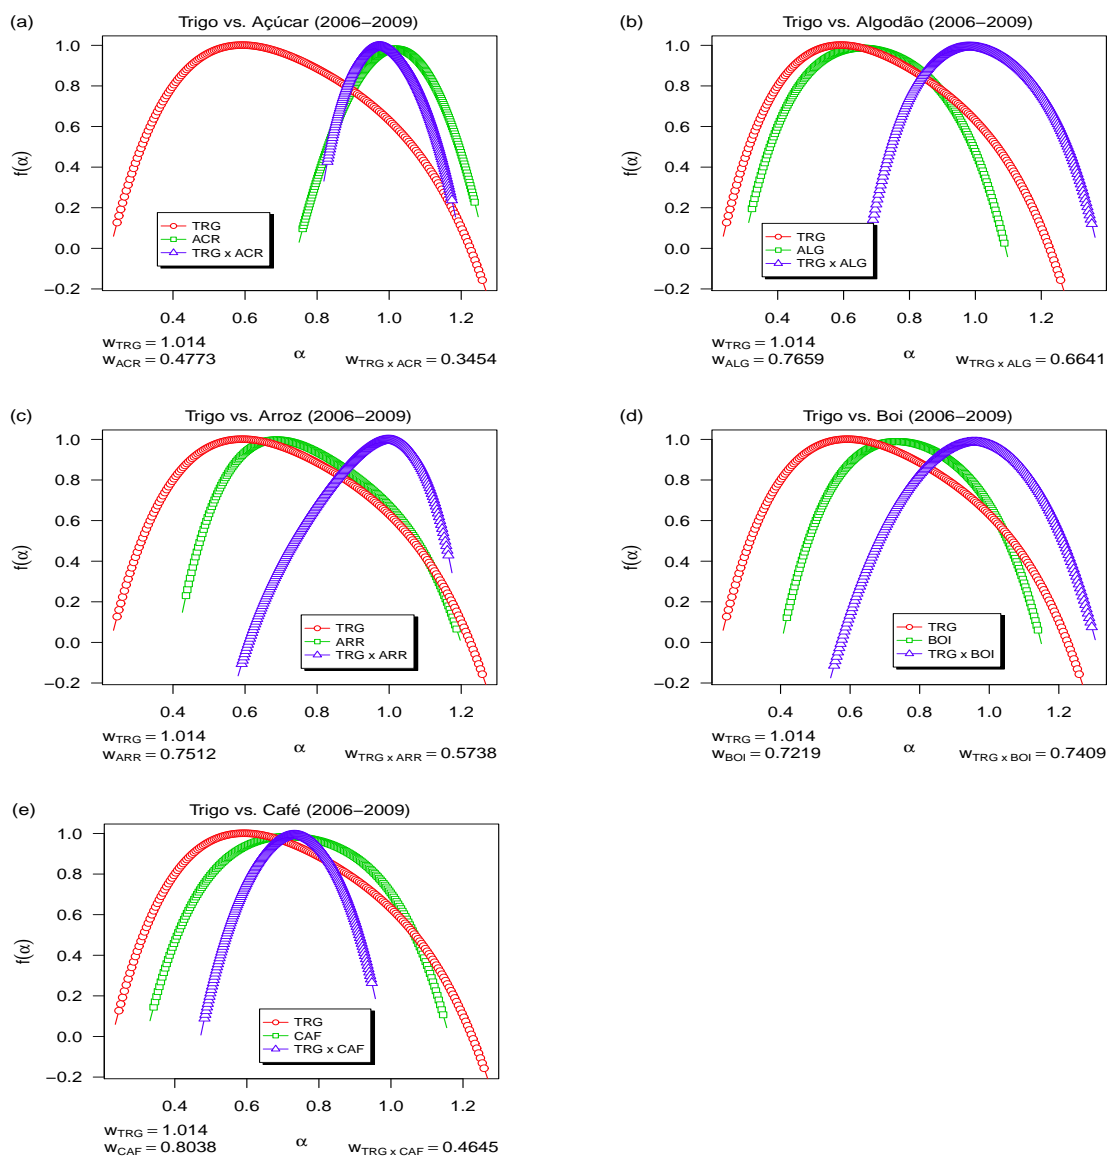 (a)
Trigo vs. Açúcar (2006−2009)
f(α)
1.0
0.8
0.6
0.4
0.2
0.0
−0.2
TRG
ACR
TRG x ACR
0.4 0.6 0.8 1.0 1.2
α
wTRG = 1.014
wACR = 0.4773
wTRG x ACR = 0.3454
(b)
Trigo vs. Algodão (2006−2009)
f(α)
1.0
0.8
0.6
0.4
0.2
0.0
−0.2
TRG
ALG
TRG x ALG
0.4 0.6 0.8 1.0 1.2
α
wTRG = 1.014
wALG = 0.7659
wTRG x ALG = 0.6641
(c)
Trigo vs. Arroz (2006−2009)
f(α)
1.0
0.8
0.6
0.4
0.2
0.0
−0.2
TRG
ARR
TRG x ARR
0.4 0.6 0.8 1.0 1.2
α
wTRG = 1.014
wARR = 0.7512
wTRG x ARR = 0.5738
(d)
Trigo vs. Boi (2006−2009)
f(α)
1.0
0.8
0.6
0.4
0.2
0.0
−0.2
TRG
BOI
TRG x BOI
0.4 0.6 0.8 1.0 1.2
α
wTRG = 1.014
wBOI = 0.7219
wTRG x BOI = 0.7409
(e)
Trigo vs. Café (2006−2009)
f(α)
1.0
0.8
0.6
0.4
0.2
0.0
−0.2
TRG
CAF
TRG x CAF
0.4 0.6 0.8 1.0 1.2
α
wTRG = 1.014
wCAF = 0.8038
wTRG x CAF = 0.4645